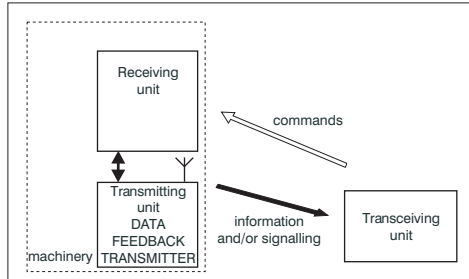 Receiving
unit
commands
Transmitting
unit
DATA
FEEDBACK
TRANSMITTER
machinery
information
and/or signalling
Transceiving
unit